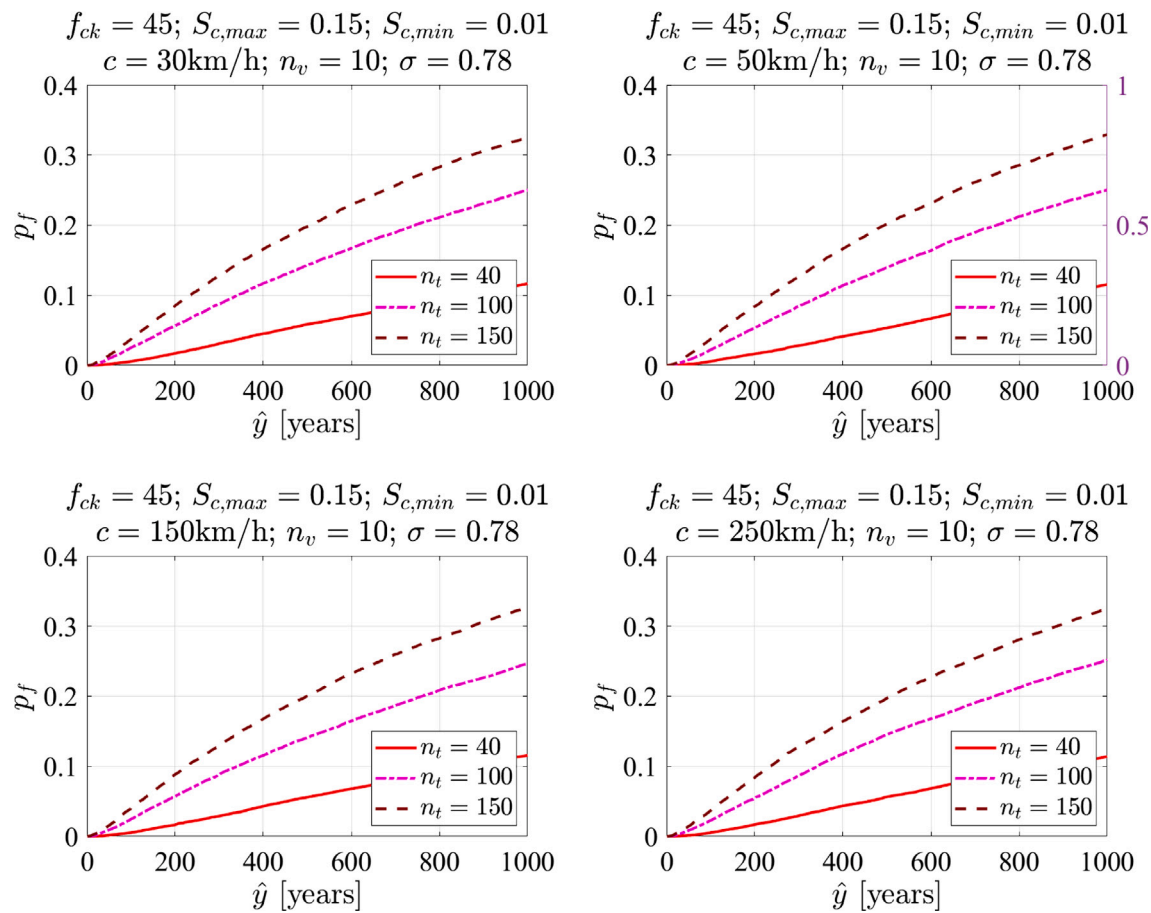 f_ck = 45; S_c,max = 0.15; S_c,min = 0.01
c = 30km/h; n_v = 10; σ = 0.78
0.4
0.3
0.2
0.1
0
p_f
n_t = 40
n_t = 100
n_t = 150
0 200 400 600 800 1000
ŷ [years]
f_ck = 45; S_c,max = 0.15; S_c,min = 0.01
c = 50km/h; n_v = 10; σ = 0.78
0.4
0.3
0.2
0.1
0
p_f
1
0.5
0
n_t = 40
n_t = 100
n_t = 150
0 200 400 600 800 1000
ŷ [years]
f_ck = 45; S_c,max = 0.15; S_c,min = 0.01
c = 150km/h; n_v = 10; σ = 0.78
0.4
0.3
0.2
0.1
0
p_f
n_t = 40
n_t = 100
n_t = 150
0 200 400 600 800 1000
ŷ [years]
f_ck = 45; S_c,max = 0.15; S_c,min = 0.01
c = 250km/h; n_v = 10; σ = 0.78
0.4
0.3
0.2
0.1
0
p_f
n_t = 40
n_t = 100
n_t = 150
0 200 400 600 800 1000
ŷ [years]